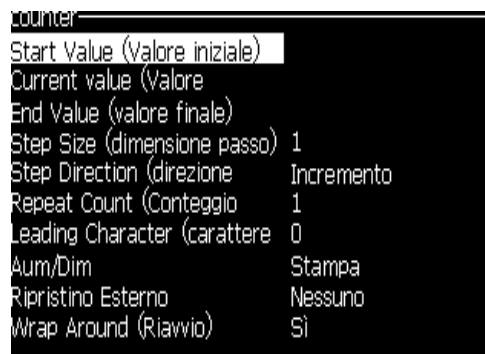 Counter
Start Value (Valore iniziale)
Current value (Valore
End Value (valore finale)
Step Size (dimensione passo) 1
Step Direction (direzione Incremento
Repeat Count (Conteggio 1
Leading Character (carattere 0
Aum/Dim Stampa
Ripristino Esterno Nessuno
Wrap Around (Riavvio) Sì